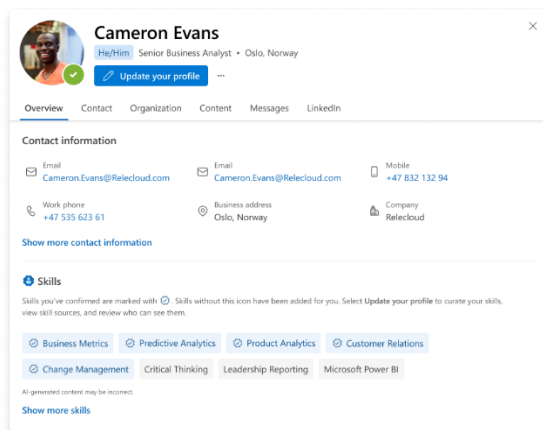 Cameron Evans
He/Him Senior Business Analyst • Oslo, Norway
Update your profile ...
Overview Contact Organization Content Messages LinkedIn
Contact information
Email
Cameron.Evans@Relecloud.com
Email
Cameron.Evans@Relecloud.com
Mobile
+47 832 132 94
Work phone
+47 535 623 61
Business address
Oslo, Norway
Company
Relecloud
Show more contact information
Skills
Skills you've confirmed are marked with . Skills without this icon have been added for you. Select Update your profile to curate your skills,
view skill sources, and review who can see them.
Business Metrics Predictive Analytics Product Analytics Customer Relations
Change Management Critical Thinking Leadership Reporting Microsoft Power BI
AI-generated content may be incorrect.
Show more skills